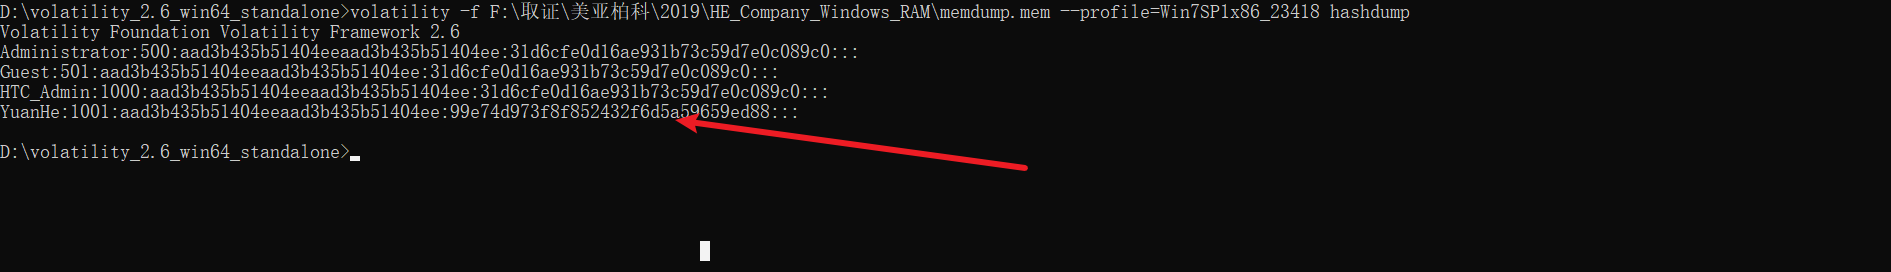 D:\volatility_2.6_win64_standalone>volatility -f F:\取证\美亚柏科\2019\HE_Company_Windows_RAM\memdump.mem --profile=Win7SP1x86_23418 hashdump
Volatility Foundation Volatility Framework 2.6
Administrator:500:aad3b435b51404eeaad3b435b51404ee:31d6cfe0d16ae931b73c59d7e0c089c0:::
Guest:501:aad3b435b51404eeaad3b435b51404ee:31d6cfe0d16ae931b73c59d7e0c089c0:::
HTC_Admin:1000:aad3b435b51404eeaad3b435b51404ee:31d6cfe0d16ae931b73c59d7e0c089c0:::
YuanHe:1001:aad3b435b51404eeaad3b435b51404ee:99e74d973f8f852432f6d5a59659ed88:::
D:\volatility_2.6_win64_standalone>